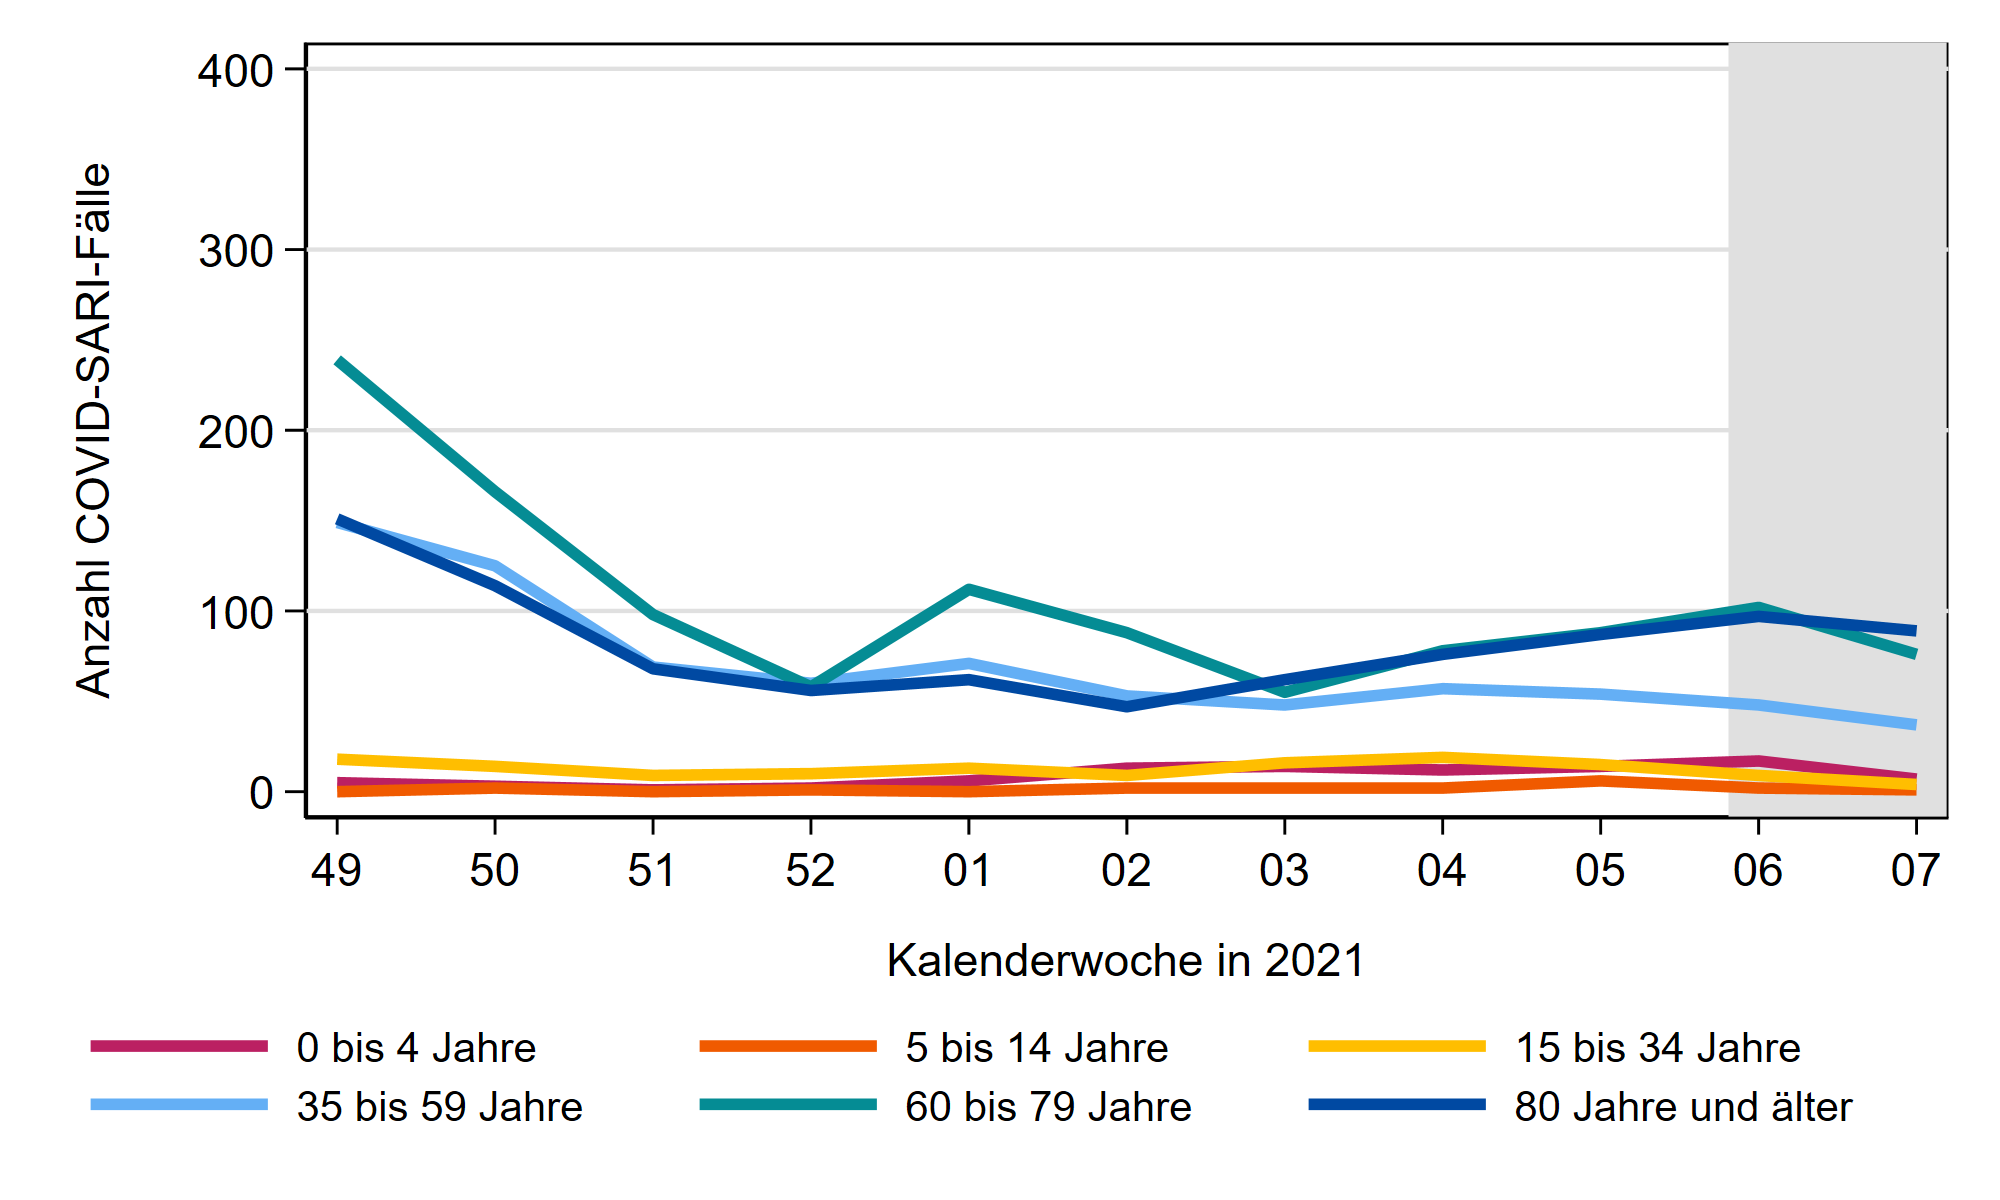 Anzahl COVID-SARI-Fälle
400
300
200
100
0
49 50 51 52 01 02 03 04 05 06 07
Kalenderwoche in 2021
0 bis 4 Jahre 5 bis 14 Jahre 15 bis 34 Jahre
35 bis 59 Jahre 60 bis 79 Jahre 80 Jahre und älter